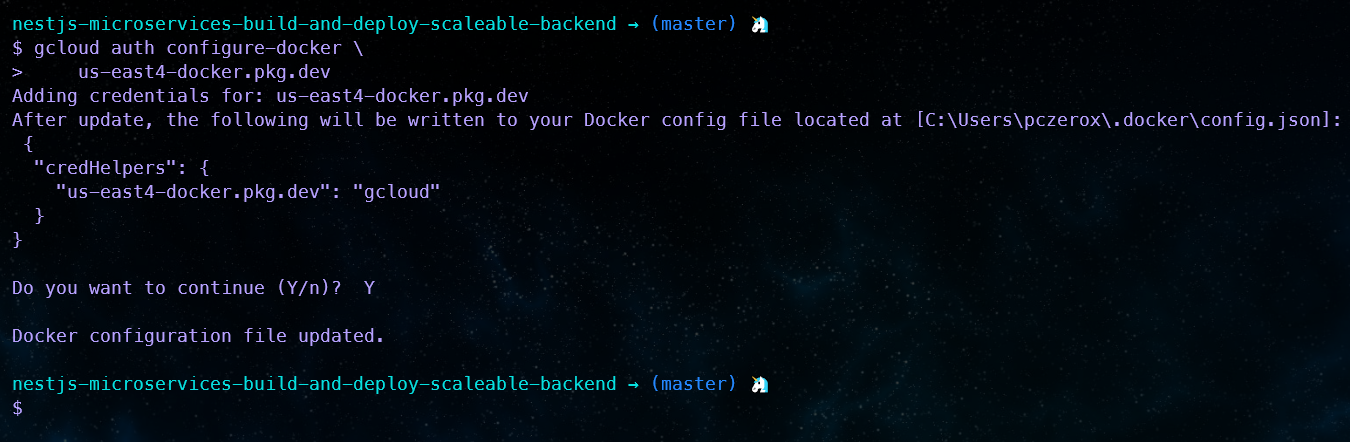 nestjs-microservices-build-and-deploy-scaleable-backend → (master) 🦄
$ gcloud auth configure-docker \
>     us-east4-docker.pkg.dev
Adding credentials for: us-east4-docker.pkg.dev
After update, the following will be written to your Docker config file located at [C:\Users\pczerox\.docker\config.json]:
 {
  "credHelpers": {
    "us-east4-docker.pkg.dev": "gcloud"
  }
}
Do you want to continue (Y/n)?  Y
Docker configuration file updated.
nestjs-microservices-build-and-deploy-scaleable-backend → (master) 🦄
$